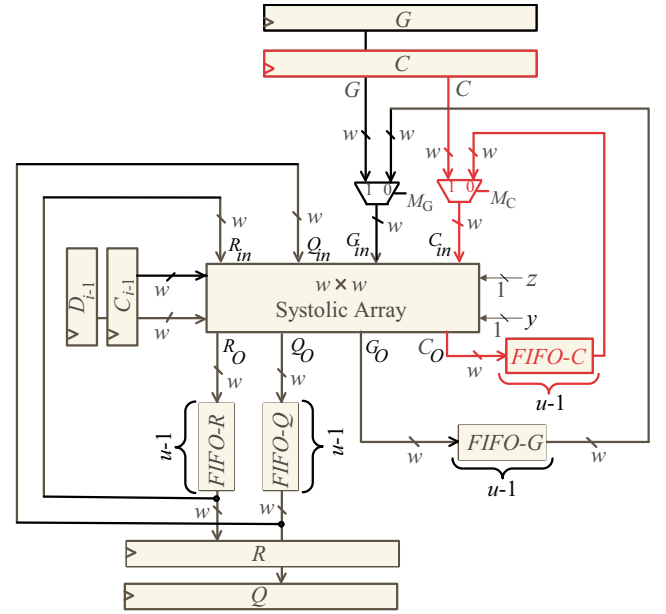 G
C
G C
w w w w
1 0 1 0
M_G M_C
w w w w
R_in Q_in G_in C_in
D_i-1 C_i-1 w w × w 1 z
Systolic Array
w 1 y
R_O Q_O G_O C_O
w w w FIFO-C
u-1
u-1 FIFO-R FIFO-Q u-1
w FIFO-G w
u-1
w w
R
Q